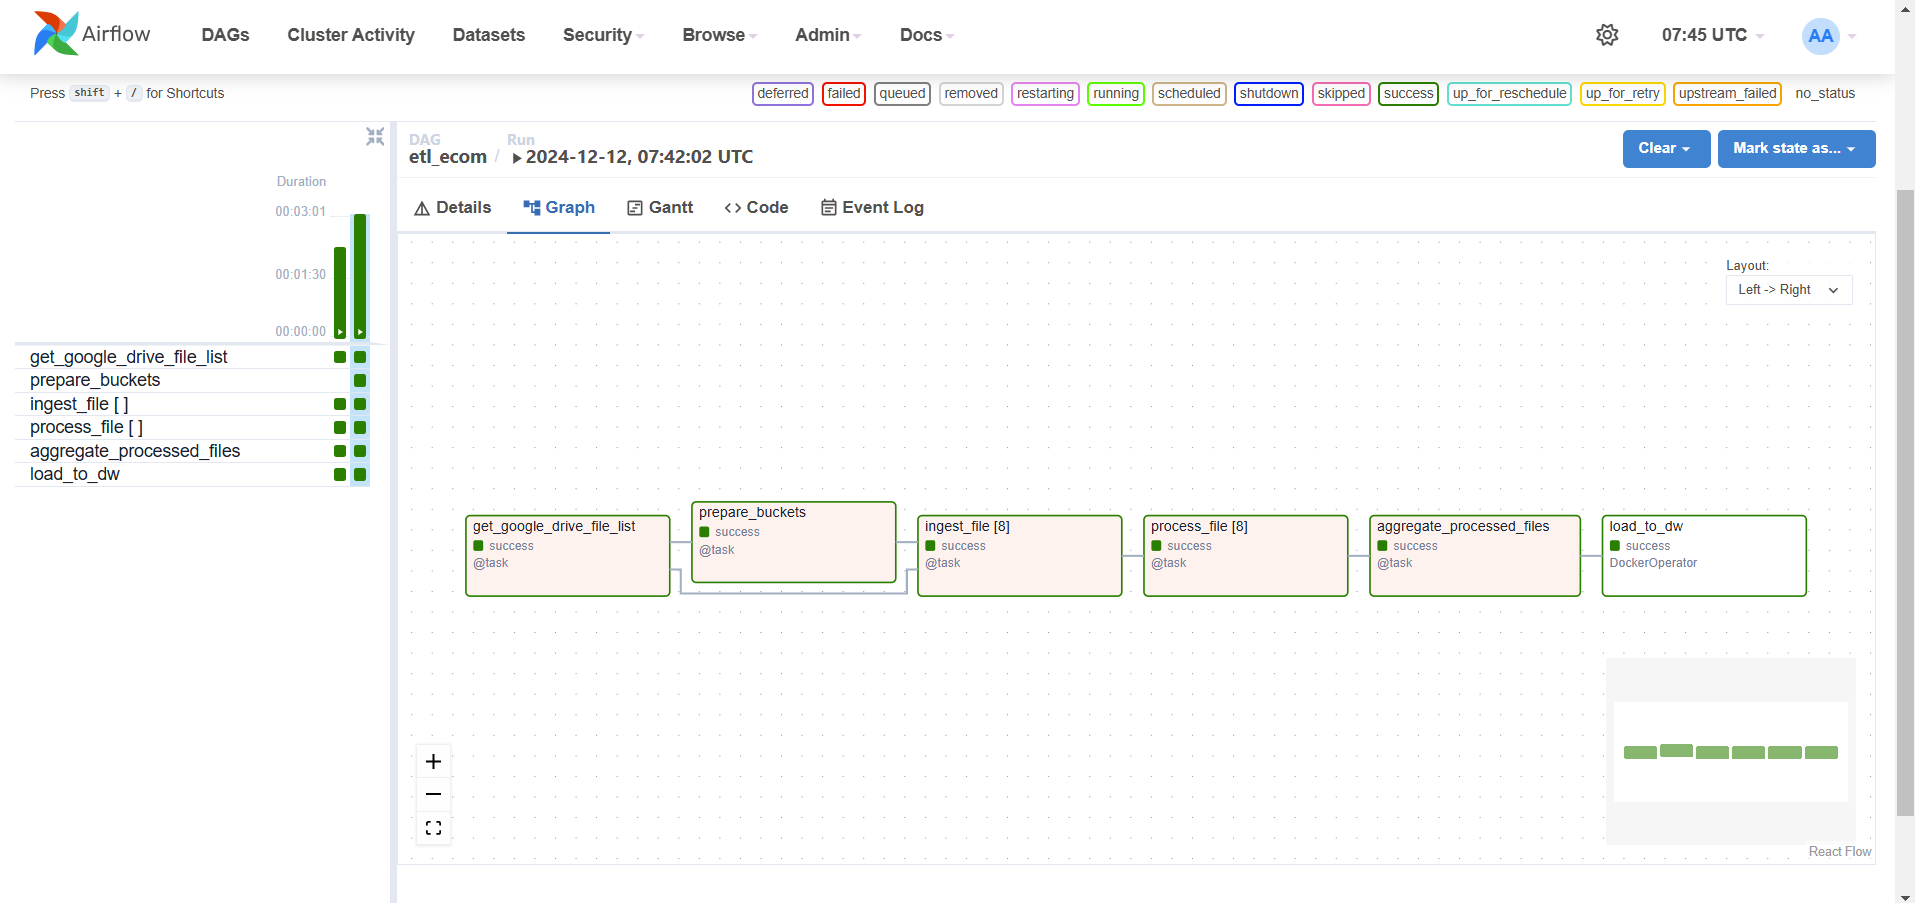 Airflow DAGs Cluster Activity Datasets Security Browse Admin Docs 07:45 UTC AA
Press shift + / for Shortcuts
deferred failed queued removed restarting running scheduled shutdown skipped success up_for_reschedule up_for_retry upstream_failed no_status
DAG Run
etl_ecom / 2024-12-12, 07:42:02 UTC
Clear Mark state as...
Details Graph Gantt <> Code Event Log
Duration
00:03:01
00:01:30
00:00:00
get_google_drive_file_list
prepare_buckets
ingest_file [ ]
process_file [ ]
aggregate_processed_files
load_to_dw
Layout:
Left -> Right
get_google_drive_file_list
success
@task
prepare_buckets
success
@task
ingest_file [8]
success
@task
process_file [8]
success
@task
aggregate_processed_files
success
@task
load_to_dw
success
DockerOperator
React Flow